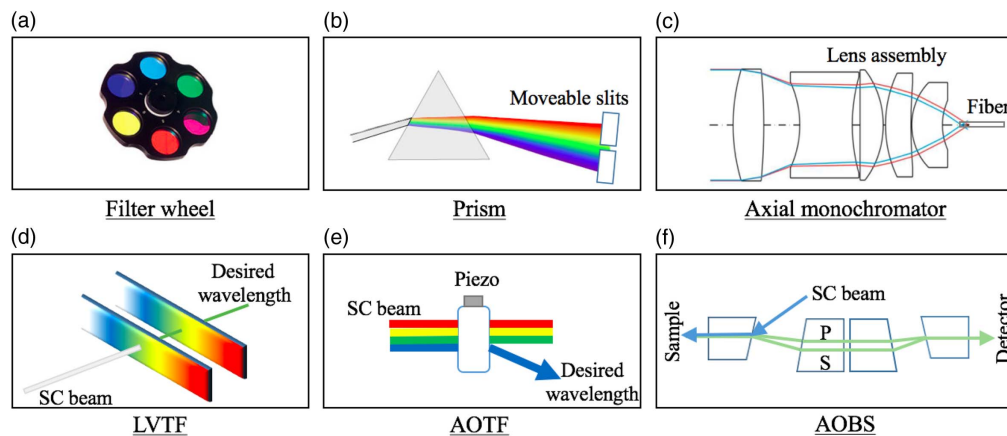 (a)
Filter wheel
(b)
Moveable slits
Prism
(c)
Lens assembly
Fiber
Axial monochromator
(d)
Desired
wavelength
SC beam
LVTF
(e)
Piezo
SC beam
Desired
wavelength
AOTF
(f)
SC beam
Sample
P
S
Detector
AOBS